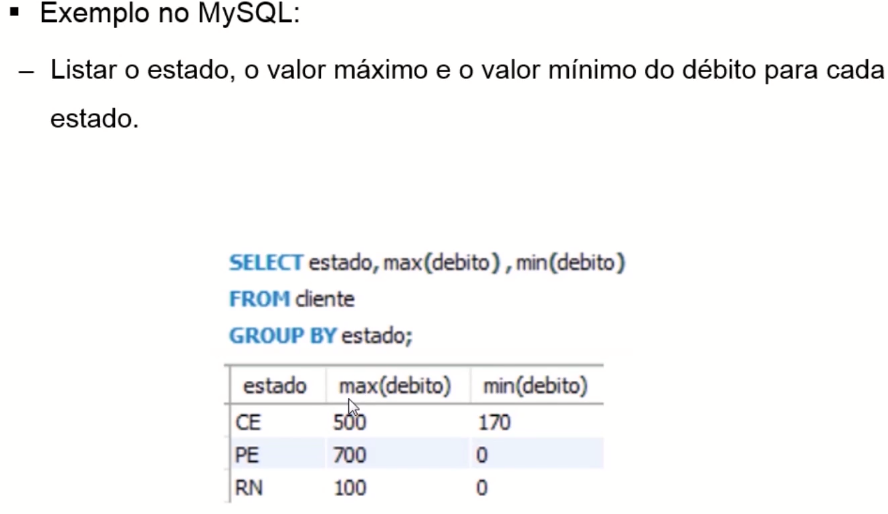 ▪ Exemplo no MySQL:
– Listar o estado, o valor máximo e o valor mínimo do débito para cada
estado.
SELECT estado, max(debito) , min(debito)
FROM cliente
GROUP BY estado;
estado max(debito) min(debito)
CE 500 170
PE 700 0
RN 100 0